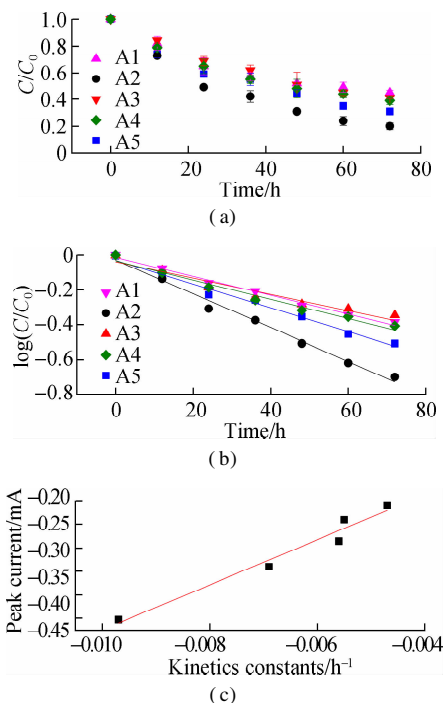 1.0
0.8
0.6
0.4
0.2
0
C/C0
A1
A2
A3
A4
A5
0 20 40 60 80
Time/h
(a)
0
−0.2
−0.4
−0.6
−0.8
log(C/C0)
A1
A2
A3
A4
A5
0 20 40 60 80
Time/h
(b)
−0.20
−0.25
−0.30
−0.35
−0.40
−0.45
Peak current/mA
−0.010 −0.008 −0.006 −0.004
Kinetics constants/h⁻¹
(c)